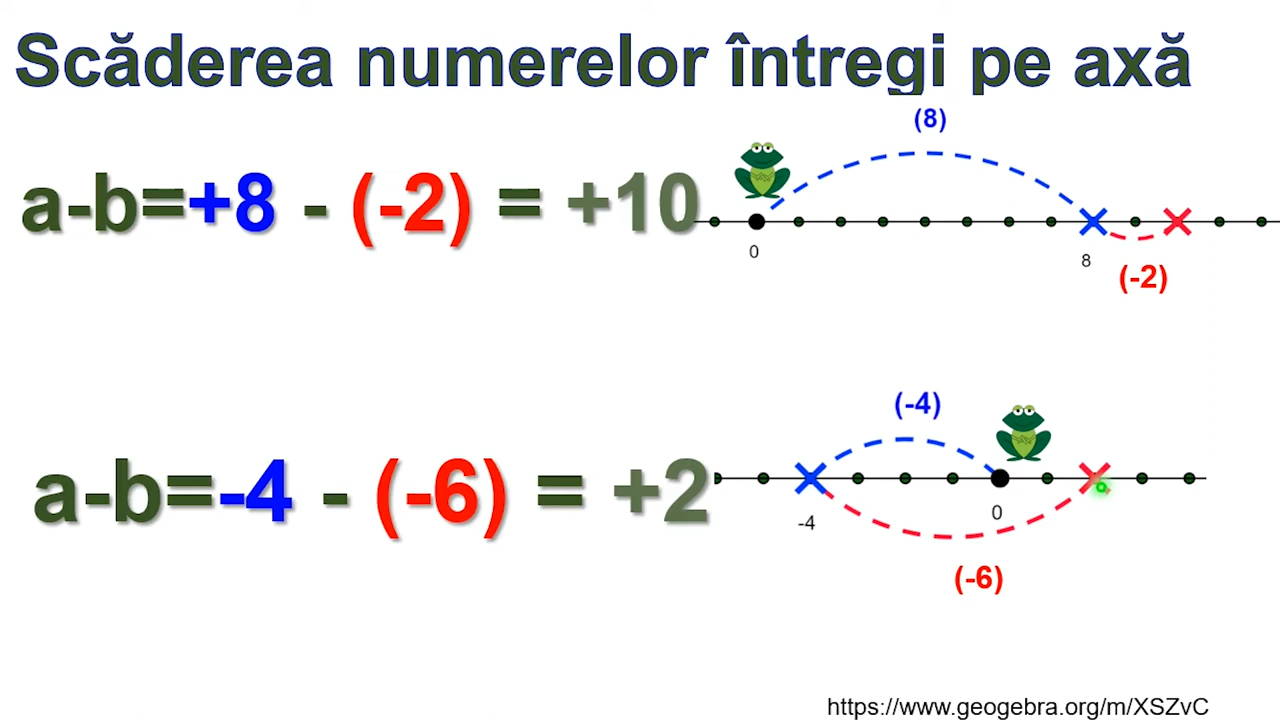 Scăderea numerelor întregi pe axă
(8)
a-b=+8 - (-2) = +10
0
8
(-2)
(-4)
a-b=-4 - (-6) = +2
-4
0
(-6)
https://www.geogebra.org/m/XSZvC